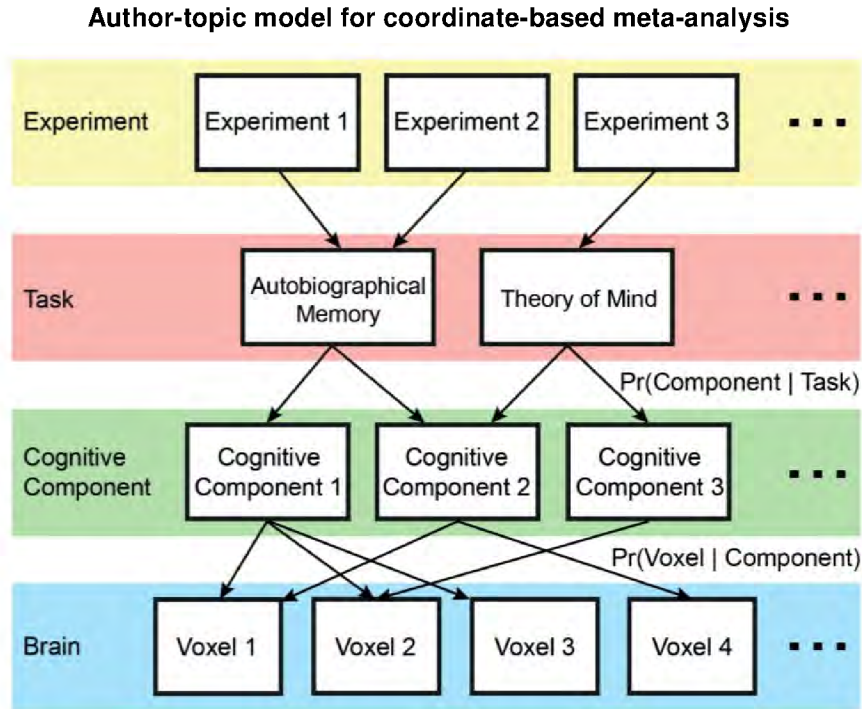 Author-topic model for coordinate-based meta-analysis
Experiment
Experiment 1
Experiment 2
Experiment 3
Task
Autobiographical
Memory
Theory of Mind
Pr(Component | Task)
Cognitive
Component
Cognitive
Component 1
Cognitive
Component 2
Cognitive
Component 3
Pr(Voxel | Component)
Brain
Voxel 1
Voxel 2
Voxel 3
Voxel 4